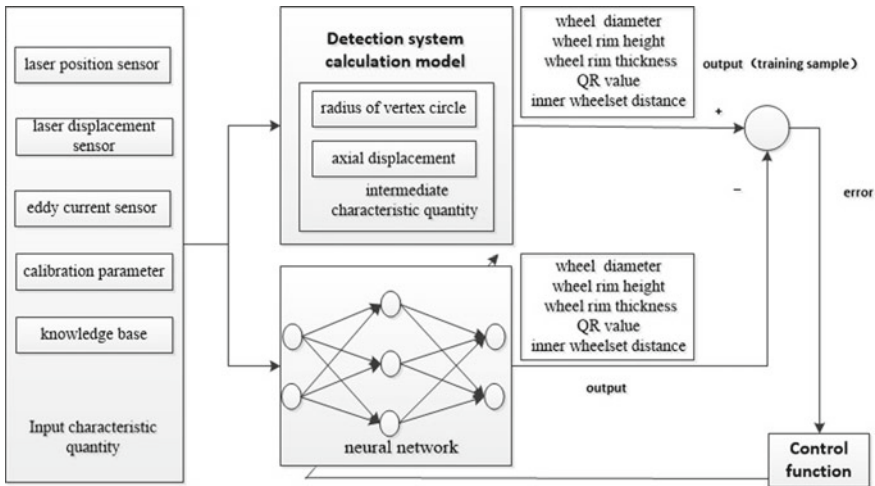 laser position sensor
laser displacement
sensor
eddy current sensor
calibration parameter
knowledge base
Input characteristic
quantity
Detection system
calculation model
radius of vertex circle
axial displacement
intermediate
characteristic quantity
wheel diameter
wheel rim height
wheel rim thickness
QR value
inner wheelset distance
output（training sample）
+
−
error
neural network
wheel diameter
wheel rim height
wheel rim thickness
QR value
inner wheelset distance
output
Control
function